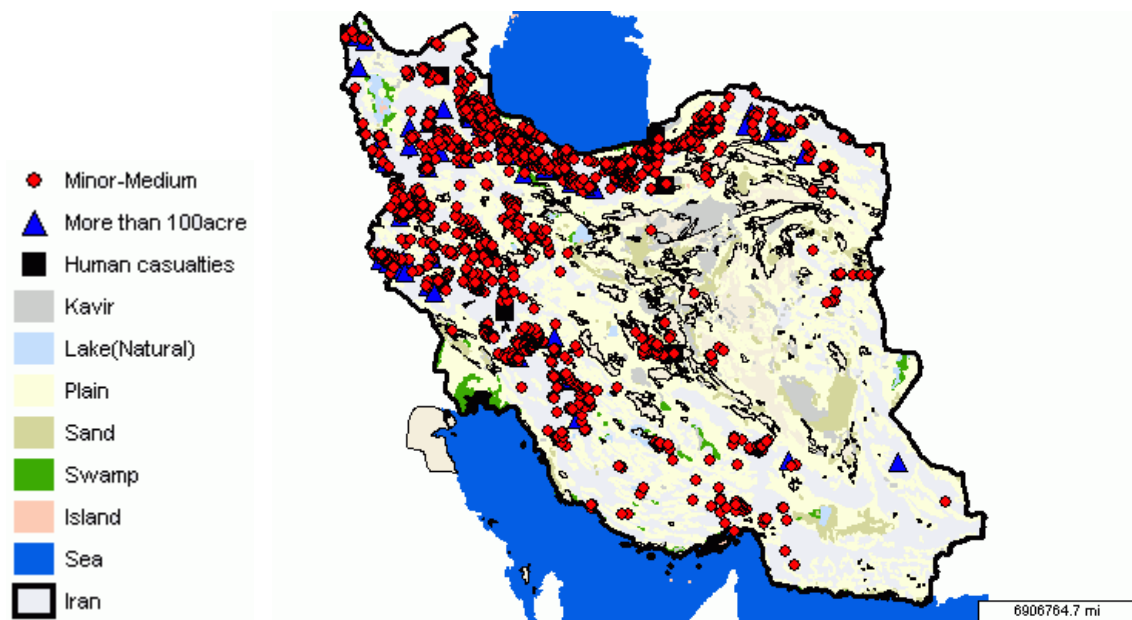 Minor-Medium
More than 100acre
Human casualties
Kavir
Lake(Natural)
Plain
Sand
Swamp
Island
Sea
Iran
6906764.7 mi